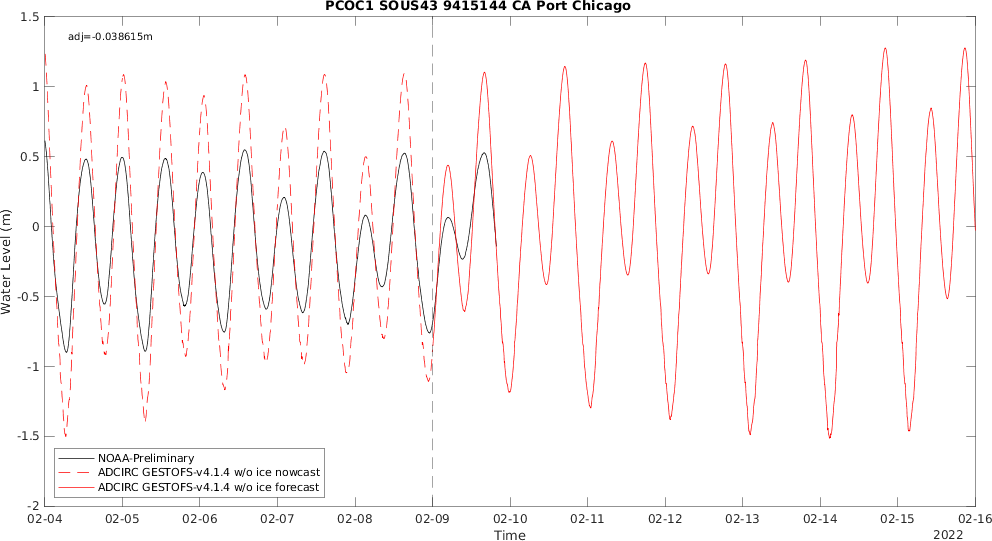 PCOC1 SOUS43 9415144 CA Port Chicago
adj=-0.038615m
1.5
1
0.5
0
-0.5
-1
-1.5
-2
Water Level (m)
NOAA-Preliminary
ADCIRC GESTOFS-v4.1.4 w/o ice nowcast
ADCIRC GESTOFS-v4.1.4 w/o ice forecast
02-04 02-05 02-06 02-07 02-08 02-09 02-10 02-11 02-12 02-13 02-14 02-15 02-16
Time
2022